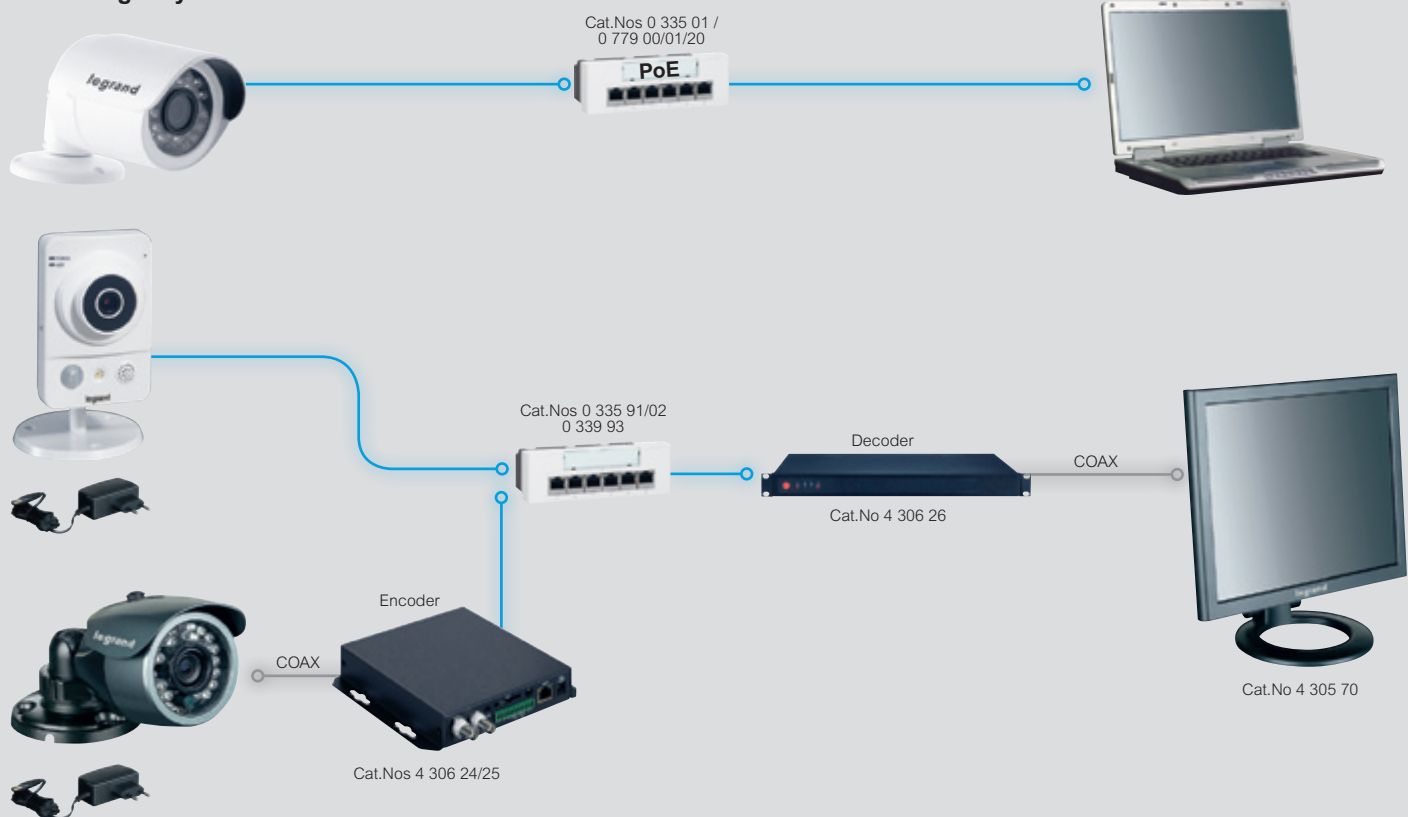 Cat.Nos 0 335 01 /
0 779 00/01/20
PoE
legrand
legrand
Cat.Nos 0 335 91/02
0 339 93
Decoder
COAX
Cat.No 4 306 26
legrand
Encoder
legrand
COAX
Cat.No 4 305 70
Cat.Nos 4 306 24/25